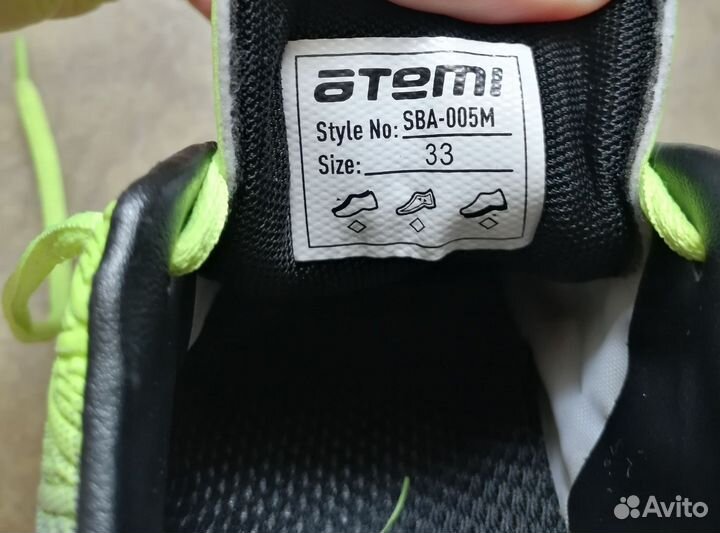 atemi
Style No: SBA-005M
Size: 33
Avito